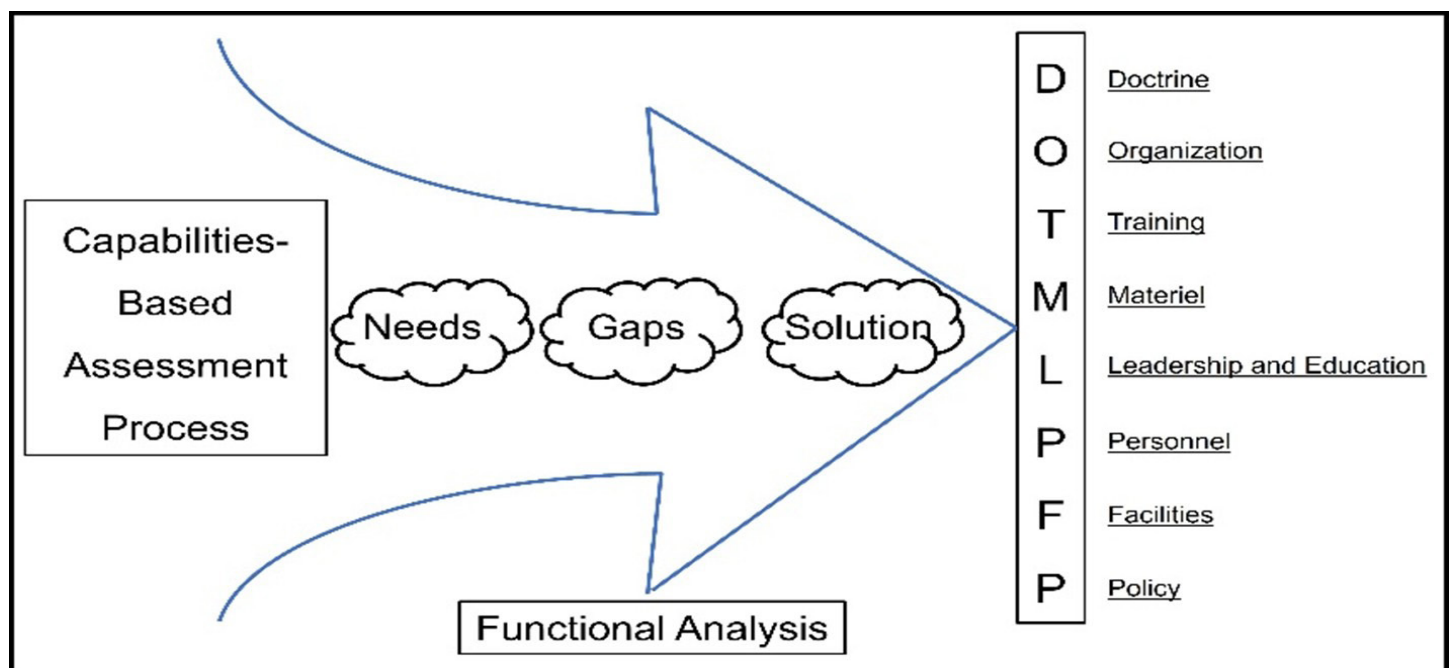 Capabilities-
Based
Assessment
Process
Needs
Gaps
Solution
Functional Analysis
D Doctrine
O Organization
T Training
M Materiel
L Leadership and Education
P Personnel
F Facilities
P Policy